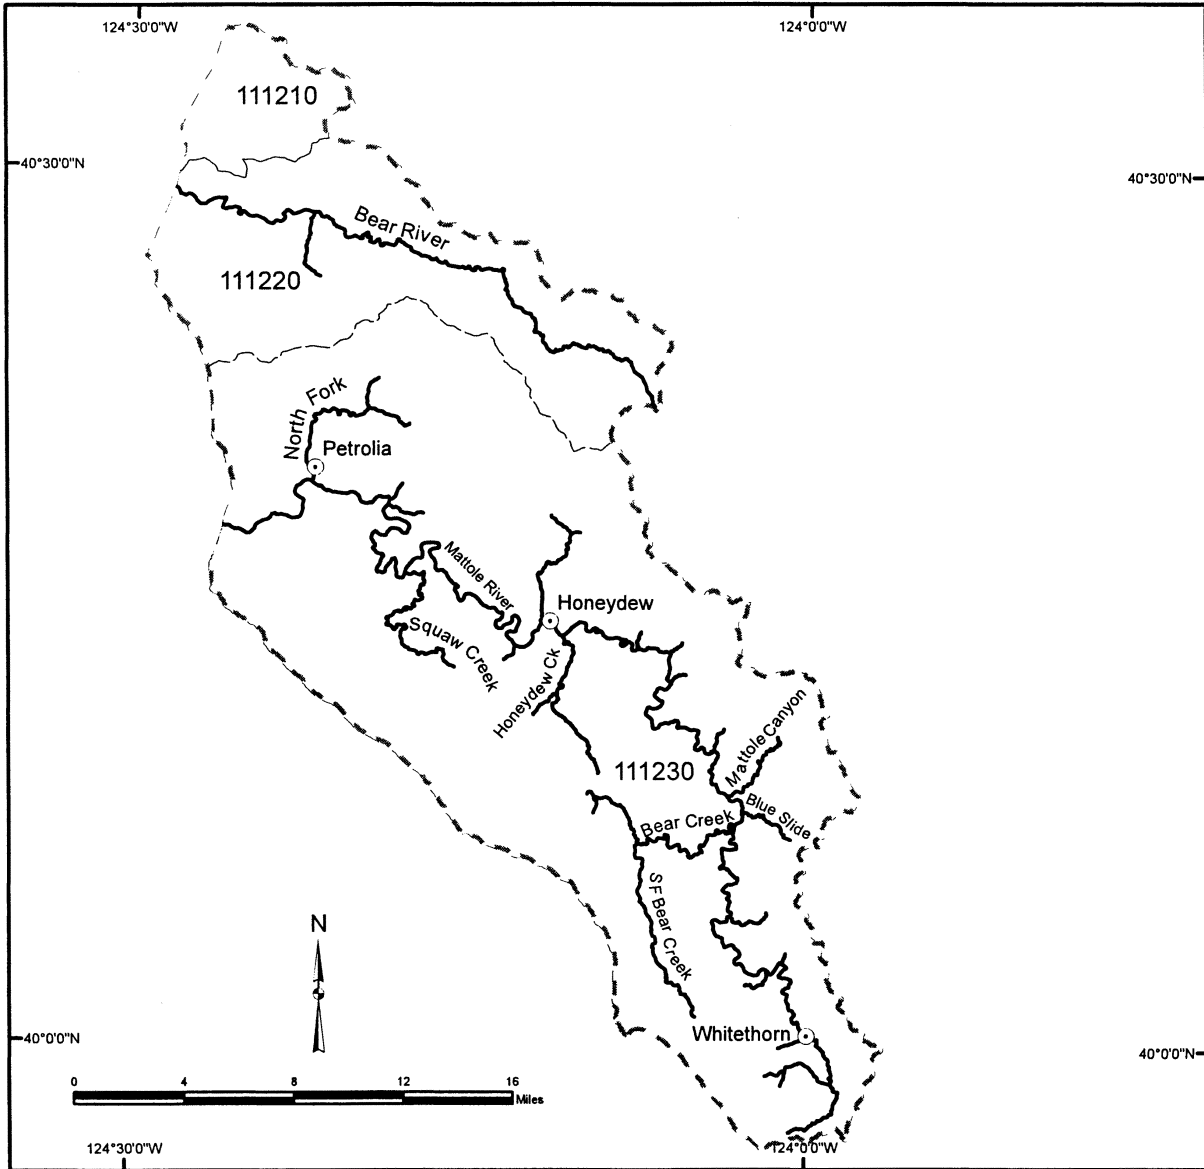 124°30'0"W
124°0'0"W
111210
40°30'0"N
40°30'0"N
Bear River
111220
North Fork
Petrolia
Mattole River
Honeydew
Squaw Creek
Honeydew Ck
Mattole Canyon
111230
Blue Slide
Bear Creek
S F Bear Creek
N
Whitethorn
40°0'0"N
40°0'0"N
0 4 8 12 16
Miles
124°30'0"W
124°0'0"W